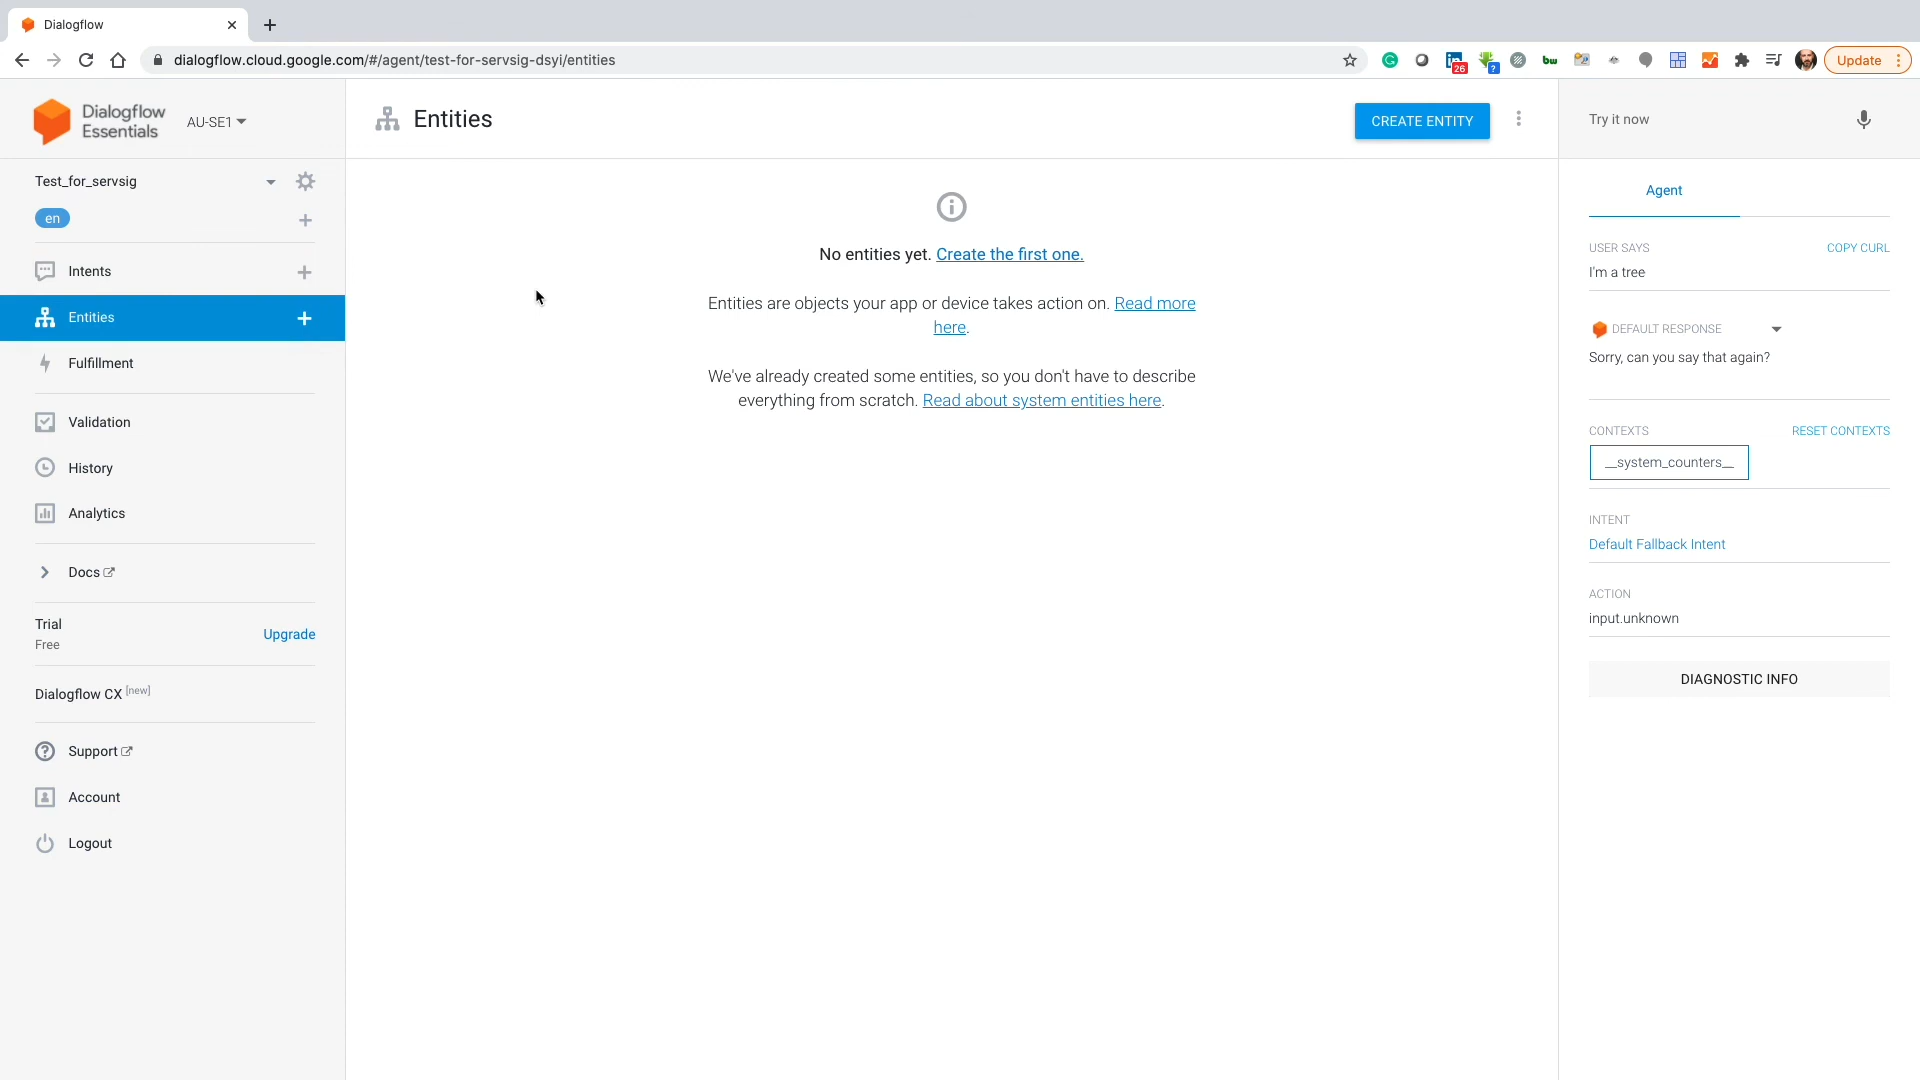 Dialogflow
dialogflow.cloud.google.com/#/agent/test-for-servsig-dsyi/entities
26
?
bw
Update
Dialogflow
Essentials
AU-SE1
Entities
CREATE ENTITY
Try it now
Test_for_servsig
en
Intents
Entities
Fulfillment
Validation
History
Analytics
Docs
Trial
Free
Upgrade
Dialogflow CX [new]
Support
Account
Logout
No entities yet. Create the first one.
Entities are objects your app or device takes action on. Read more
here.
We've already created some entities, so you don't have to describe
everything from scratch. Read about system entities here.
Agent
USER SAYS
COPY CURL
I'm a tree
DEFAULT RESPONSE
Sorry, can you say that again?
CONTEXTS
RESET CONTEXTS
__system_counters__
INTENT
Default Fallback Intent
ACTION
input.unknown
DIAGNOSTIC INFO